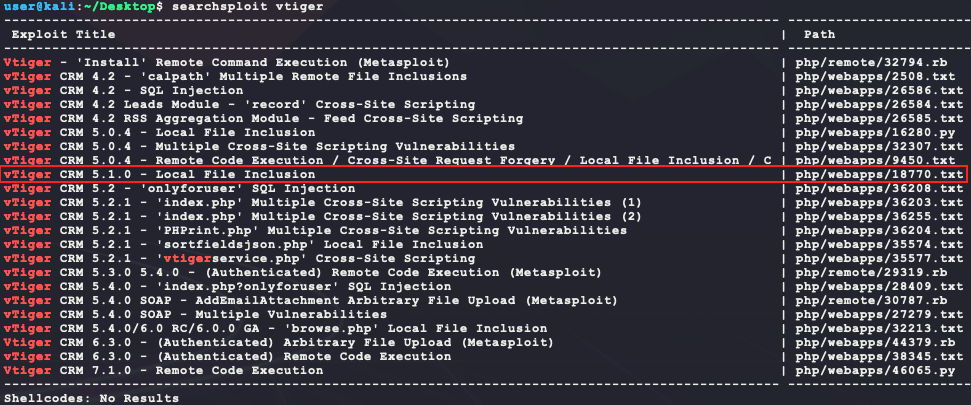 user@kali:~/Desktop$ searchsploit vtiger
Exploit Title | Path
Vtiger - 'Install' Remote Command Execution (Metasploit) | php/remote/32794.rb
vTiger CRM 4.2 - 'calpath' Multiple Remote File Inclusions | php/webapps/2508.txt
vTiger CRM 4.2 - SQL Injection | php/webapps/26586.txt
vTiger CRM 4.2 Leads Module - 'record' Cross-Site Scripting | php/webapps/26584.txt
vTiger CRM 4.2 RSS Aggregation Module - Feed Cross-Site Scripting | php/webapps/26585.txt
vTiger CRM 5.0.4 - Local File Inclusion | php/webapps/16280.py
vTiger CRM 5.0.4 - Multiple Cross-Site Scripting Vulnerabilities | php/webapps/32307.txt
vTiger CRM 5.0.4 - Remote Code Execution / Cross-Site Request Forgery / Local File Inclusion / C | php/webapps/9450.txt
vTiger CRM 5.1.0 - Local File Inclusion | php/webapps/18770.txt
vTiger CRM 5.2 - 'onlyforuser' SQL Injection | php/webapps/36208.txt
vTiger CRM 5.2.1 - 'index.php' Multiple Cross-Site Scripting Vulnerabilities (1) | php/webapps/36203.txt
vTiger CRM 5.2.1 - 'index.php' Multiple Cross-Site Scripting Vulnerabilities (2) | php/webapps/36255.txt
vTiger CRM 5.2.1 - 'PHPrint.php' Multiple Cross-Site Scripting Vulnerabilities | php/webapps/36204.txt
vTiger CRM 5.2.1 - 'sortfieldsjson.php' Local File Inclusion | php/webapps/35574.txt
vTiger CRM 5.2.1 - 'vtigerservice.php' Cross-Site Scripting | php/webapps/35577.txt
vTiger CRM 5.3.0 5.4.0 - (Authenticated) Remote Code Execution (Metasploit) | php/remote/29319.rb
vTiger CRM 5.4.0 - 'index.php?onlyforuser' SQL Injection | php/webapps/28409.txt
vTiger CRM 5.4.0 SOAP - AddEmailAttachment Arbitrary File Upload (Metasploit) | php/remote/30787.rb
vTiger CRM 5.4.0 SOAP - Multiple Vulnerabilities | php/webapps/27279.txt
vTiger CRM 5.4.0/6.0 RC/6.0.0 GA - 'browse.php' Local File Inclusion | php/webapps/32213.txt
Vtiger CRM 6.3.0 - (Authenticated) Arbitrary File Upload (Metasploit) | php/webapps/44379.rb
vTiger CRM 6.3.0 - (Authenticated) Remote Code Execution | php/webapps/38345.txt
Vtiger CRM 7.1.0 - Remote Code Execution | php/webapps/46065.py
Shellcodes: No Results